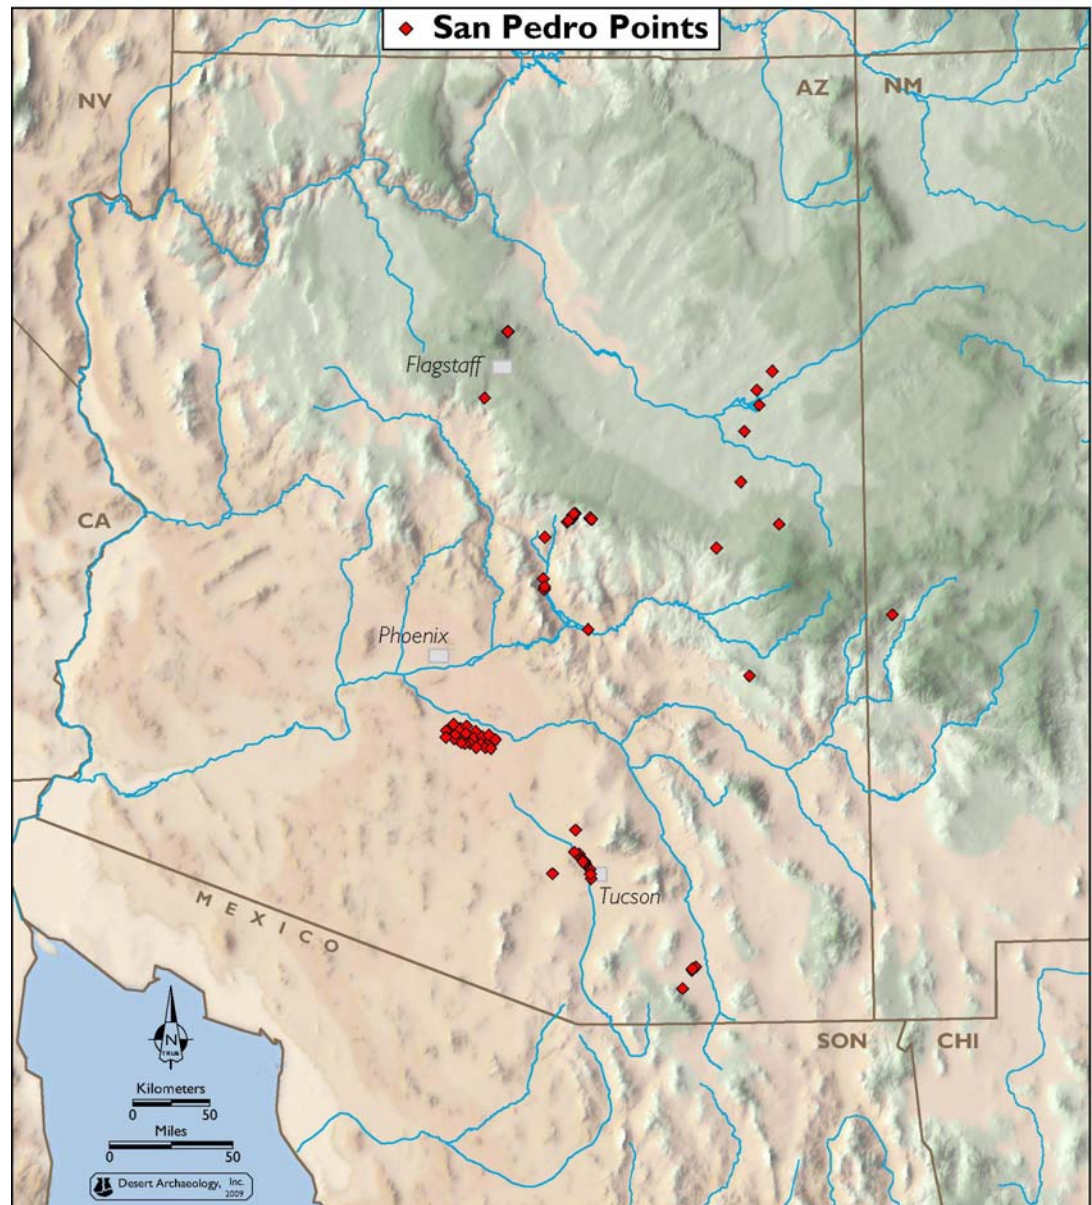 San Pedro Points
NV
AZ
NM
Flagstaff
CA
Phoenix
Tucson
MEXICO
SON
CHI
N
TRUE
Kilometers
0 50
Miles
0 50
Desert Archaeology, Inc.
2009